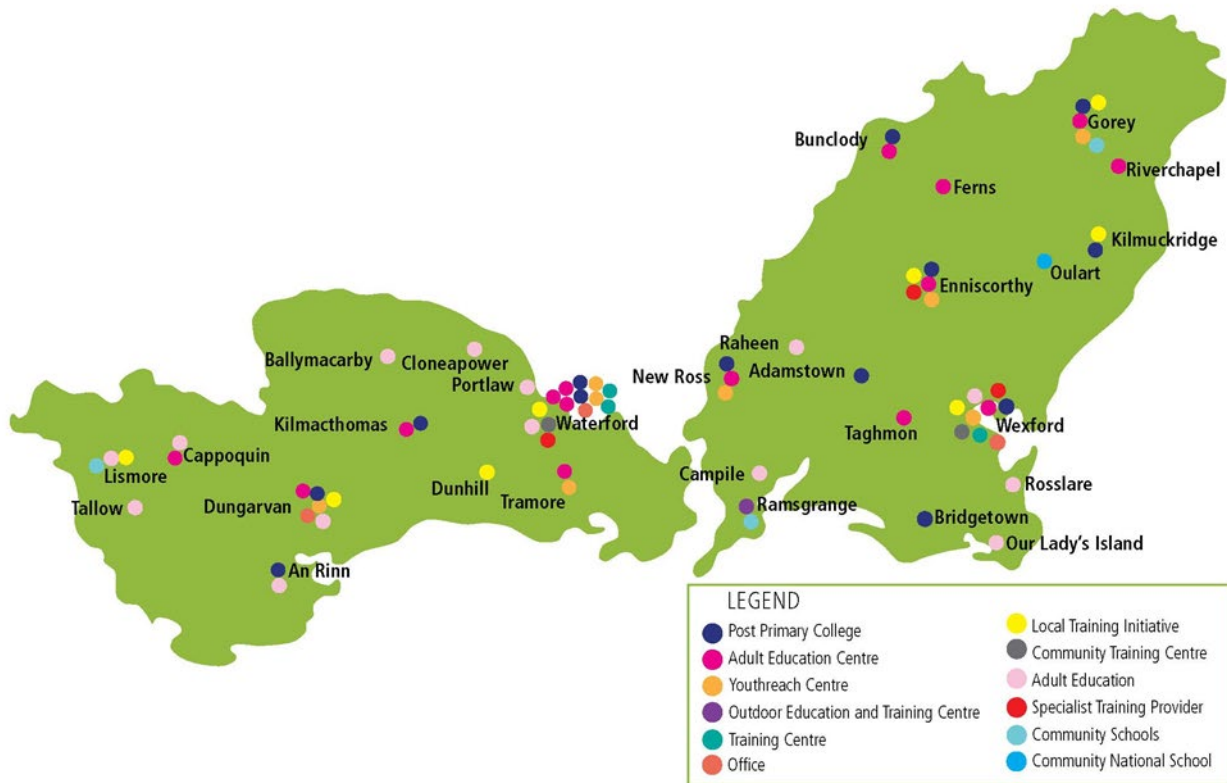 Gorey
Bunclody
Riverchapel
Ferns
Kilmuckridge
Oulart
Enniscorthy
Raheen
Ballymacarby
Cloneapower
Portlaw
New Ross
Adamstown
Kilmacthomas
Waterford
Taghmon
Wexford
Cappoquin
Lismore
Dunhill
Campile
Rosslare
Tallow
Dungarvan
Tramore
Ramsgrange
Bridgetown
Our Lady's Island
An Rinn
LEGEND
Post Primary College
Adult Education Centre
Youthreach Centre
Outdoor Education and Training Centre
Training Centre
Office
Local Training Initiative
Community Training Centre
Adult Education
Specialist Training Provider
Community Schools
Community National School